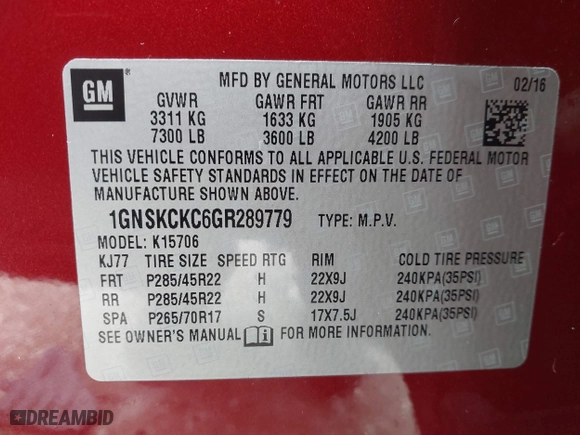 GM
MFD BY GENERAL MOTORS LLC 02/16
GVWR GAWR FRT GAWR RR
3311 KG 1633 KG 1905 KG
7300 LB 3600 LB 4200 LB
THIS VEHICLE CONFORMS TO ALL APPLICABLE U.S. FEDERAL MOTOR
VEHICLE SAFETY STANDARDS IN EFFECT ON THE DATE OF
MANUFACTURE SHOWN ABOVE.
1GNSKCKC6GR289779 TYPE: M.P.V.
MODEL: K15706
KJ77 TIRE SIZE SPEED RTG RIM COLD TIRE PRESSURE
FRT P285/45R22 H 22X9J 240KPA(35PSI)
RR P285/45R22 H 22X9J 240KPA(35PSI)
SPA P265/70R17 S 17X7.5J 240KPA(35PSI)
SEE OWNER'S MANUAL FOR MORE INFORMATION.
DREAMBID